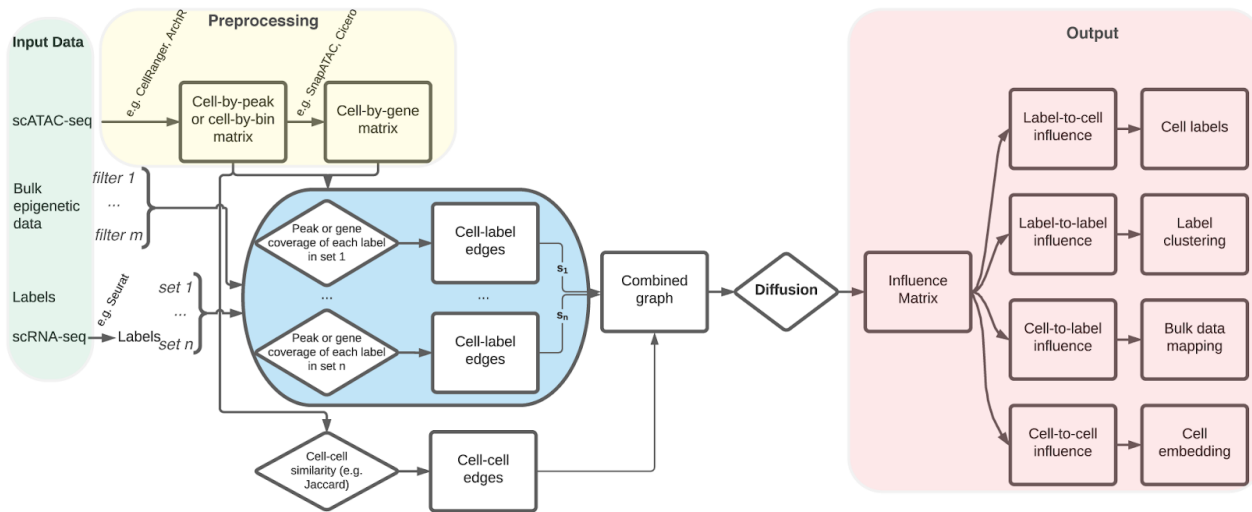 Input Data
scATAC-seq
Bulk
epigenetic
data
Labels
scRNA-seq
Preprocessing
e.g. CellRanger, ArchR
Cell-by-peak
or cell-by-bin
matrix
e.g. SnapATAC, Cicero
Cell-by-gene
matrix
filter 1
...
filter m
e.g. Seurat
Labels
set 1
...
set n
Peak or gene
coverage of each label
in set 1
Cell-label
edges
s1
...
...
Peak or gene
coverage of each label
in set n
Cell-label
edges
sn
Cell-cell
similarity (e.g.
Jaccard)
Cell-cell
edges
Combined
graph
Diffusion
Output
Influence
Matrix
Label-to-cell
influence
Cell labels
Label-to-label
influence
Label
clustering
Cell-to-label
influence
Bulk data
mapping
Cell-to-cell
influence
Cell
embedding